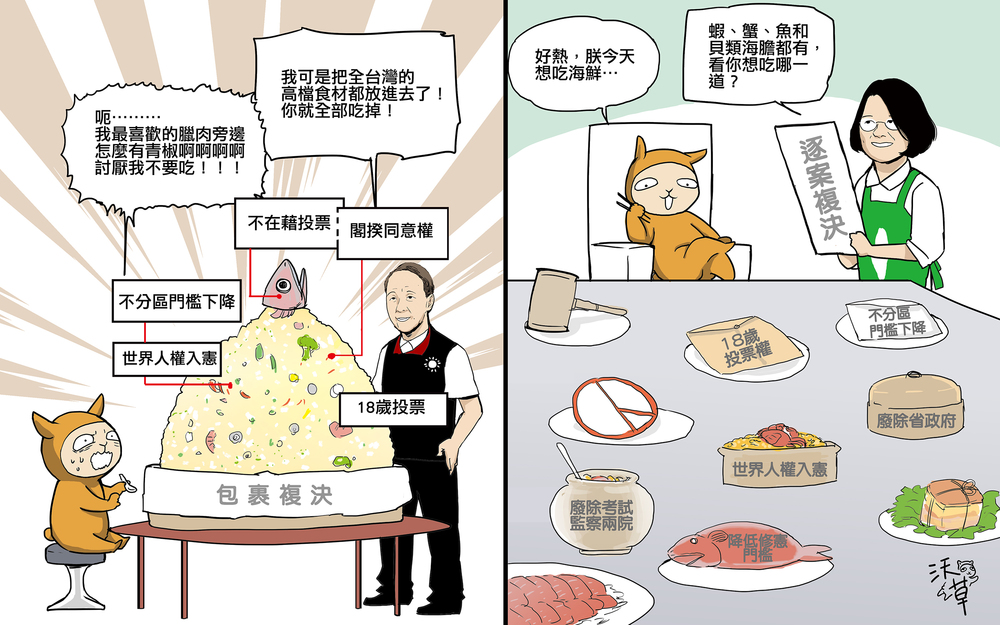 呃………
我最喜歡的臘肉旁邊
怎麼有青椒啊啊啊啊
討厭我不要吃！！！
我可是把全台灣的
高檔食材都放進去了！
你就全部吃掉！
不在藉投票
閣揆同意權
不分區門檻下降
世界人權入憲
18歲投票
包裹複決
好熱，朕今天
想吃海鮮…
蝦、蟹、魚和
貝類海膽都有，
看你想吃哪一
道？
逐案複決
18歲
投票權
不分區
門檻下降
廢除省政府
世界人權入憲
廢除考試
監察兩院
降低修憲
門檻
沃草